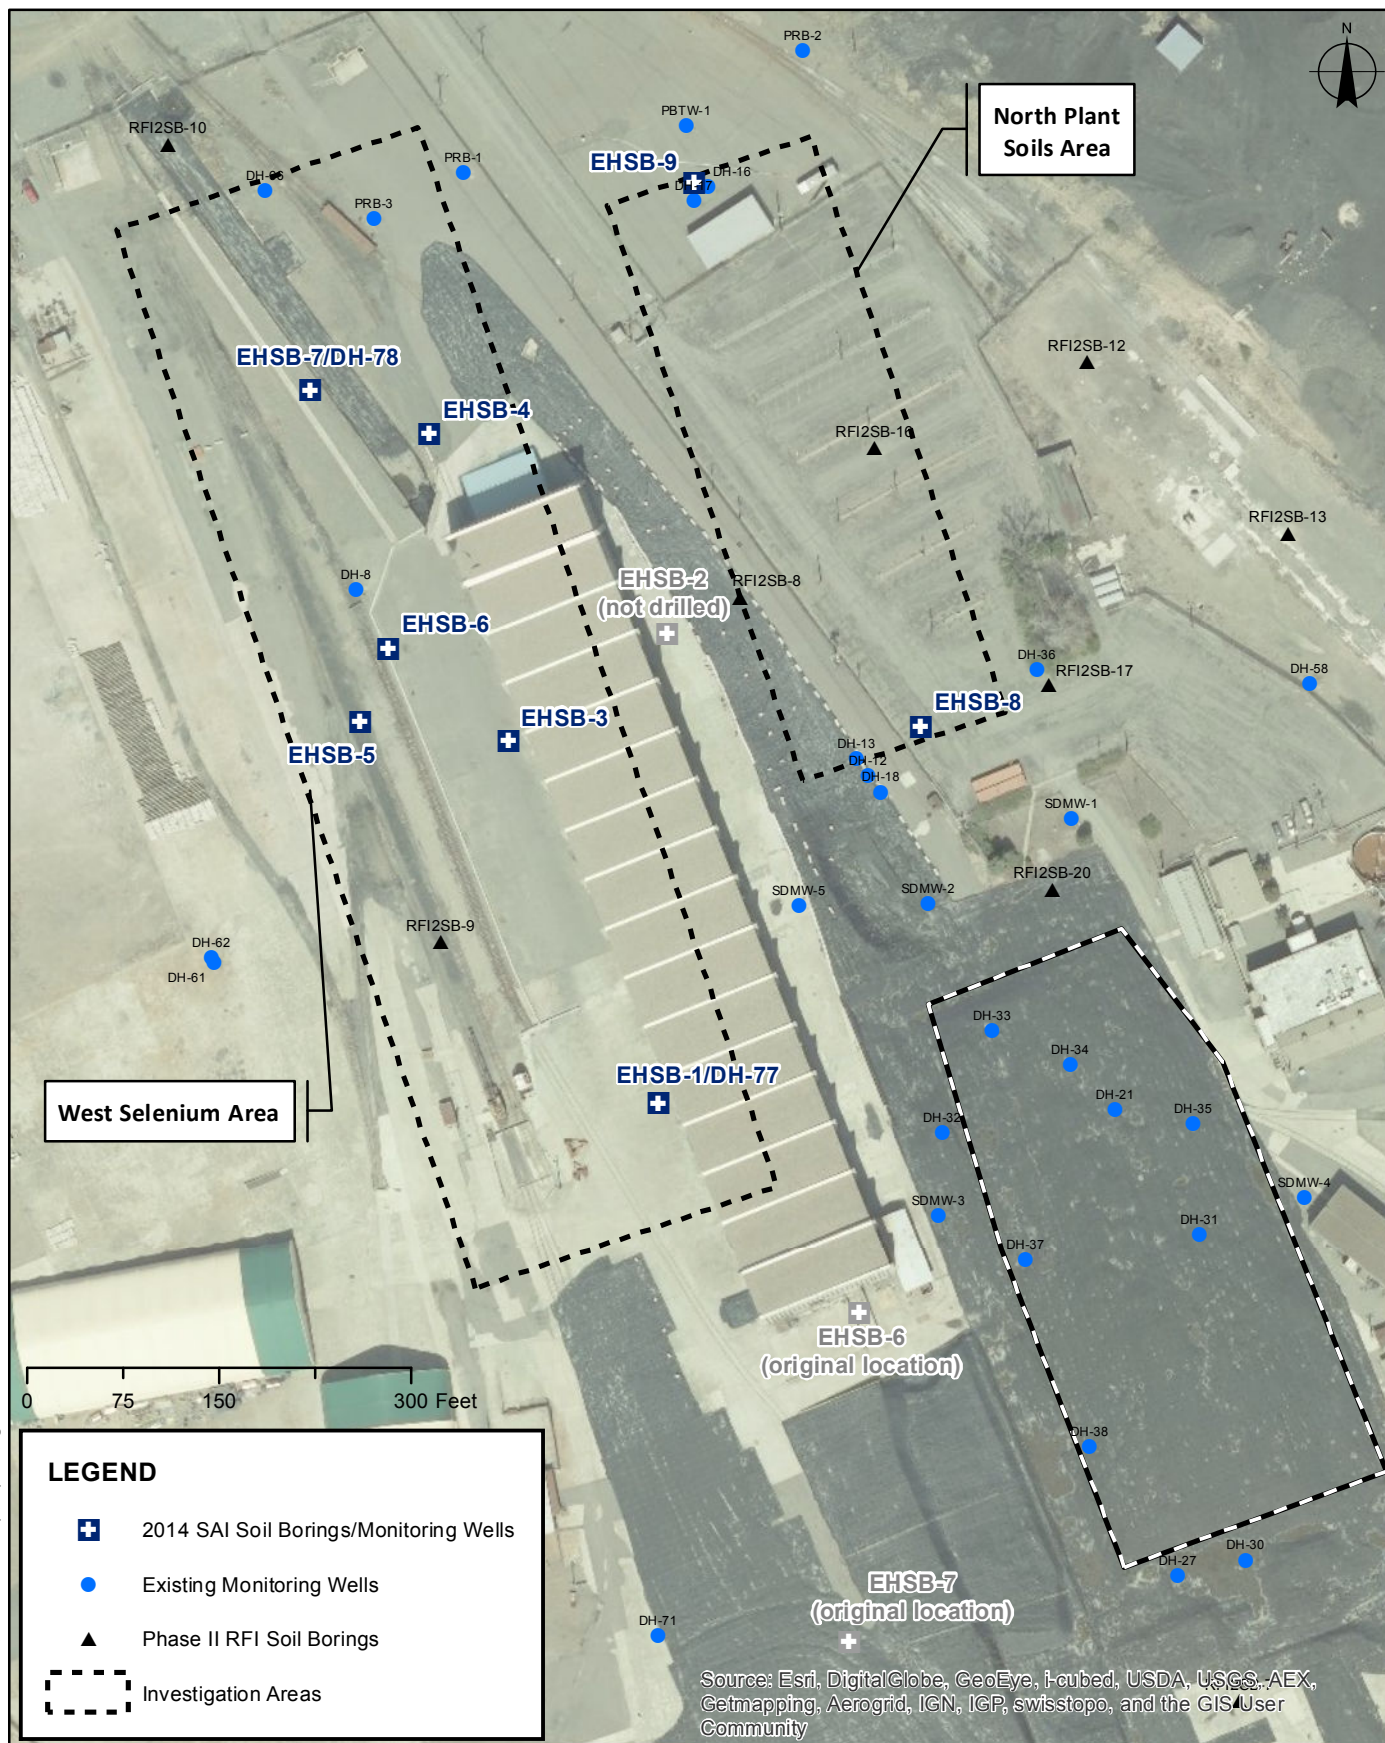 PRB-2
N
North Plant
Soils Area
PBTW-1
RFI2SB-10
PRB-1
EHSB-9
DH-16
DH-66
DH-17
PRB-3
RFI2SB-12
EHSB-7/DH-78
EHSB-4
RFI2SB-16
RFI2SB-13
DH-8
EHSB-2
(not drilled)
RFI2SB-8
EHSB-6
DH-36
RFI2SB-17
DH-58
EHSB-8
EHSB-3
EHSB-5
DH-13
DH-12
DH-18
SDMW-1
RFI2SB-20
SDMW-5
SDMW-2
RFI2SB-9
DH-62
DH-61
DH-33
DH-34
EHSB-1/DH-77
DH-21
DH-35
West Selenium Area
DH-32
SDMW-4
SDMW-3
DH-31
DH-37
EHSB-6
(original location)
0 75 150 300 Feet
DH-38
LEGEND
2014 SAI Soil Borings/Monitoring Wells
Existing Monitoring Wells
Phase II RFI Soil Borings
Investigation Areas
DH-30
DH-27
EHSB-7
(original location)
DH-71
Source: Esri, DigitalGlobe, GeoEye, i-cubed, USDA, USGS, AEX,
Getmapping, Aerogrid, IGN, IGP, swisstopo, and the GIS User
Community